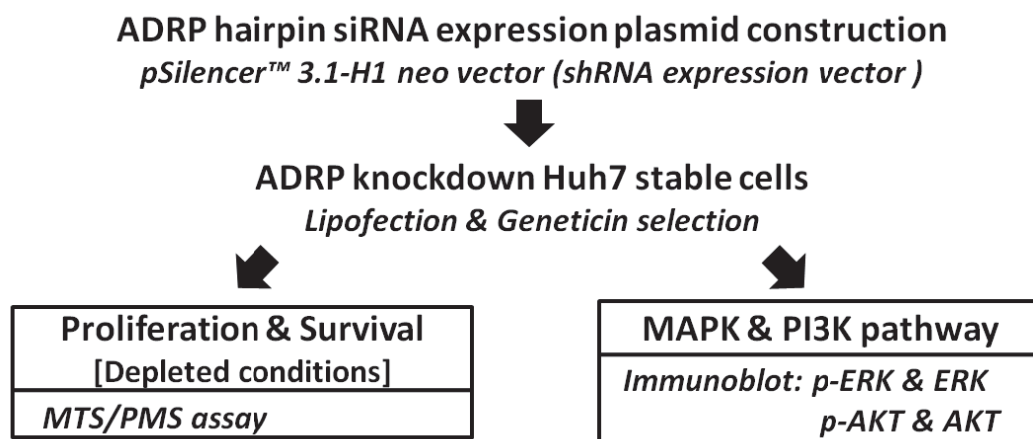 ADRP hairpin siRNA expression plasmid construction
pSilencer™ 3.1-H1 neo vector (shRNA expression vector )
ADRP knockdown Huh7 stable cells
Lipofection & Geneticin selection
Proliferation & Survival
[Depleted conditions]
MTS/PMS assay
MAPK & PI3K pathway
Immunoblot: p-ERK & ERK
p-AKT & AKT